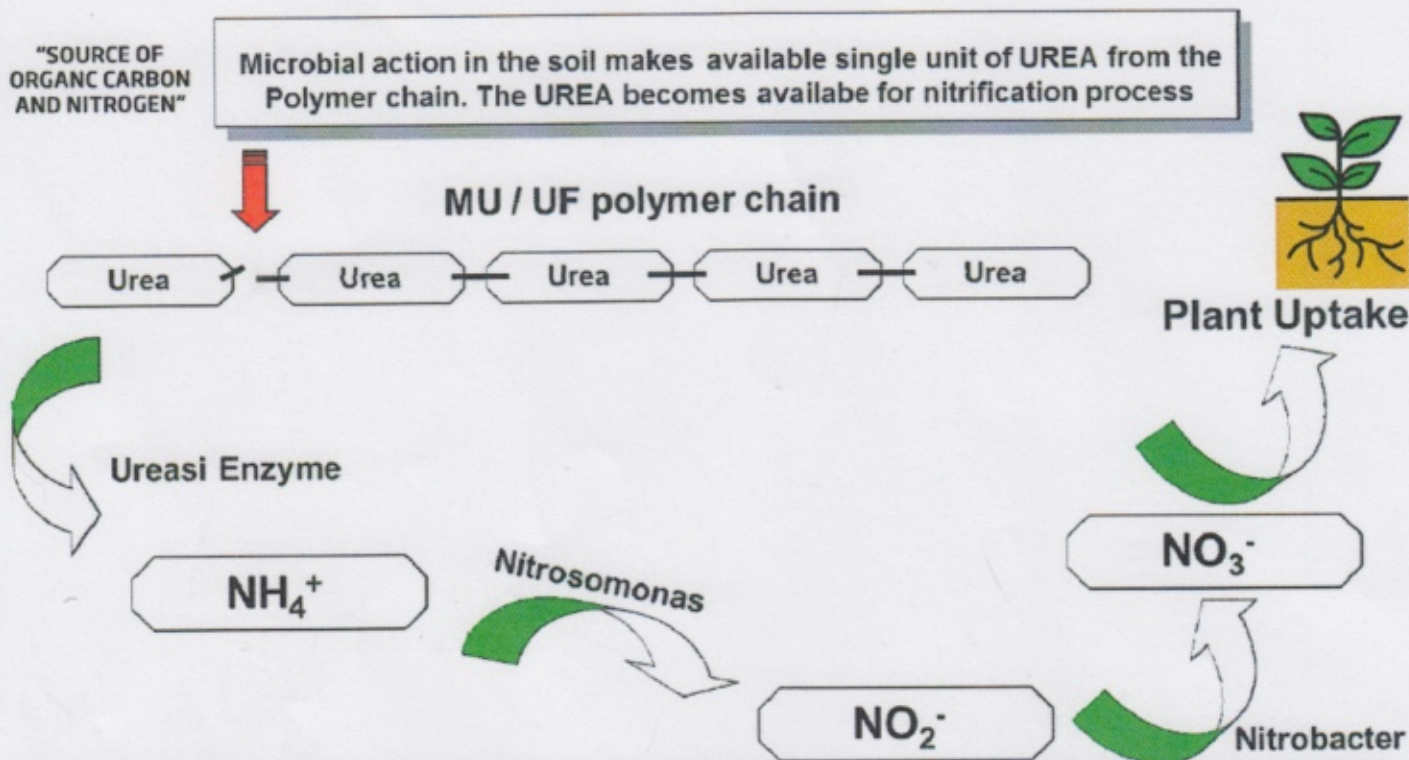 "SOURCE OF
ORGANC CARBON
AND NITROGEN"
Microbial action in the soil makes available single unit of UREA from the
Polymer chain. The UREA becomes availabe for nitrification process
MU / UF polymer chain
Urea Urea Urea Urea Urea
Plant Uptake
Ureasi Enzyme
NH₄⁺
Nitrosomonas
NO₃⁻
NO₂⁻
Nitrobacter